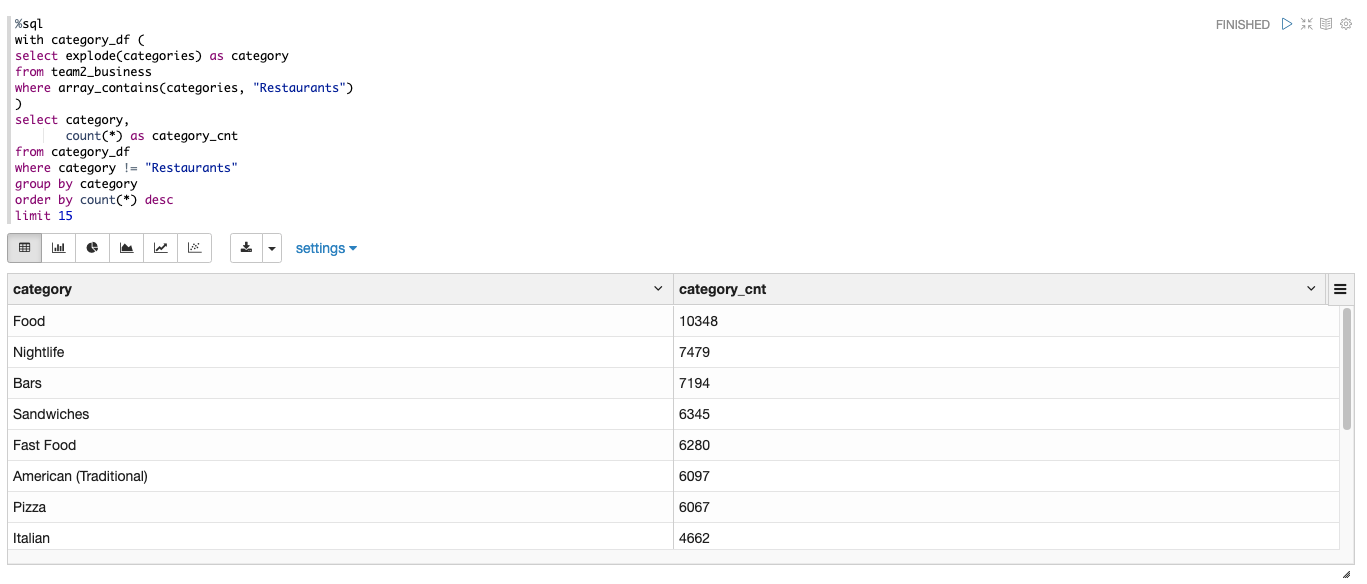 %sql
FINISHED
with category_df (
select explode(categories) as category
from team2_business
where array_contains(categories, "Restaurants")
)
select category,
count(*) as category_cnt
from category_df
where category != "Restaurants"
group by category
order by count(*) desc
limit 15
settings
category category_cnt
Food 10348
Nightlife 7479
Bars 7194
Sandwiches 6345
Fast Food 6280
American (Traditional) 6097
Pizza 6067
Italian 4662